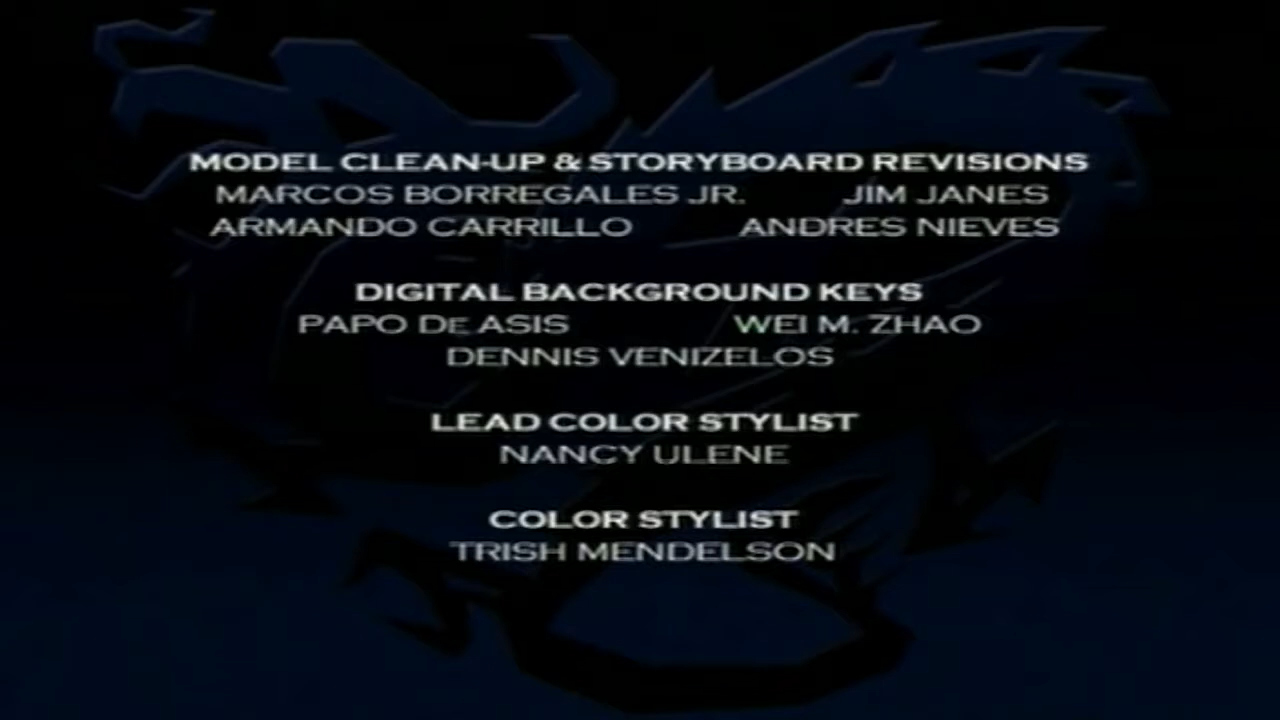 MODEL CLEAN-UP & STORYBOARD REVISIONS
MARCOS BORREGALES JR. JIM JANES
ARMANDO CARRILLO ANDRES NIEVES
DIGITAL BACKGROUND KEYS
PAPO DE ASIS WEI M. ZHAO
DENNIS VENIZELOS
LEAD COLOR STYLIST
NANCY ULENE
COLOR STYLIST
TRISH MENDELSON